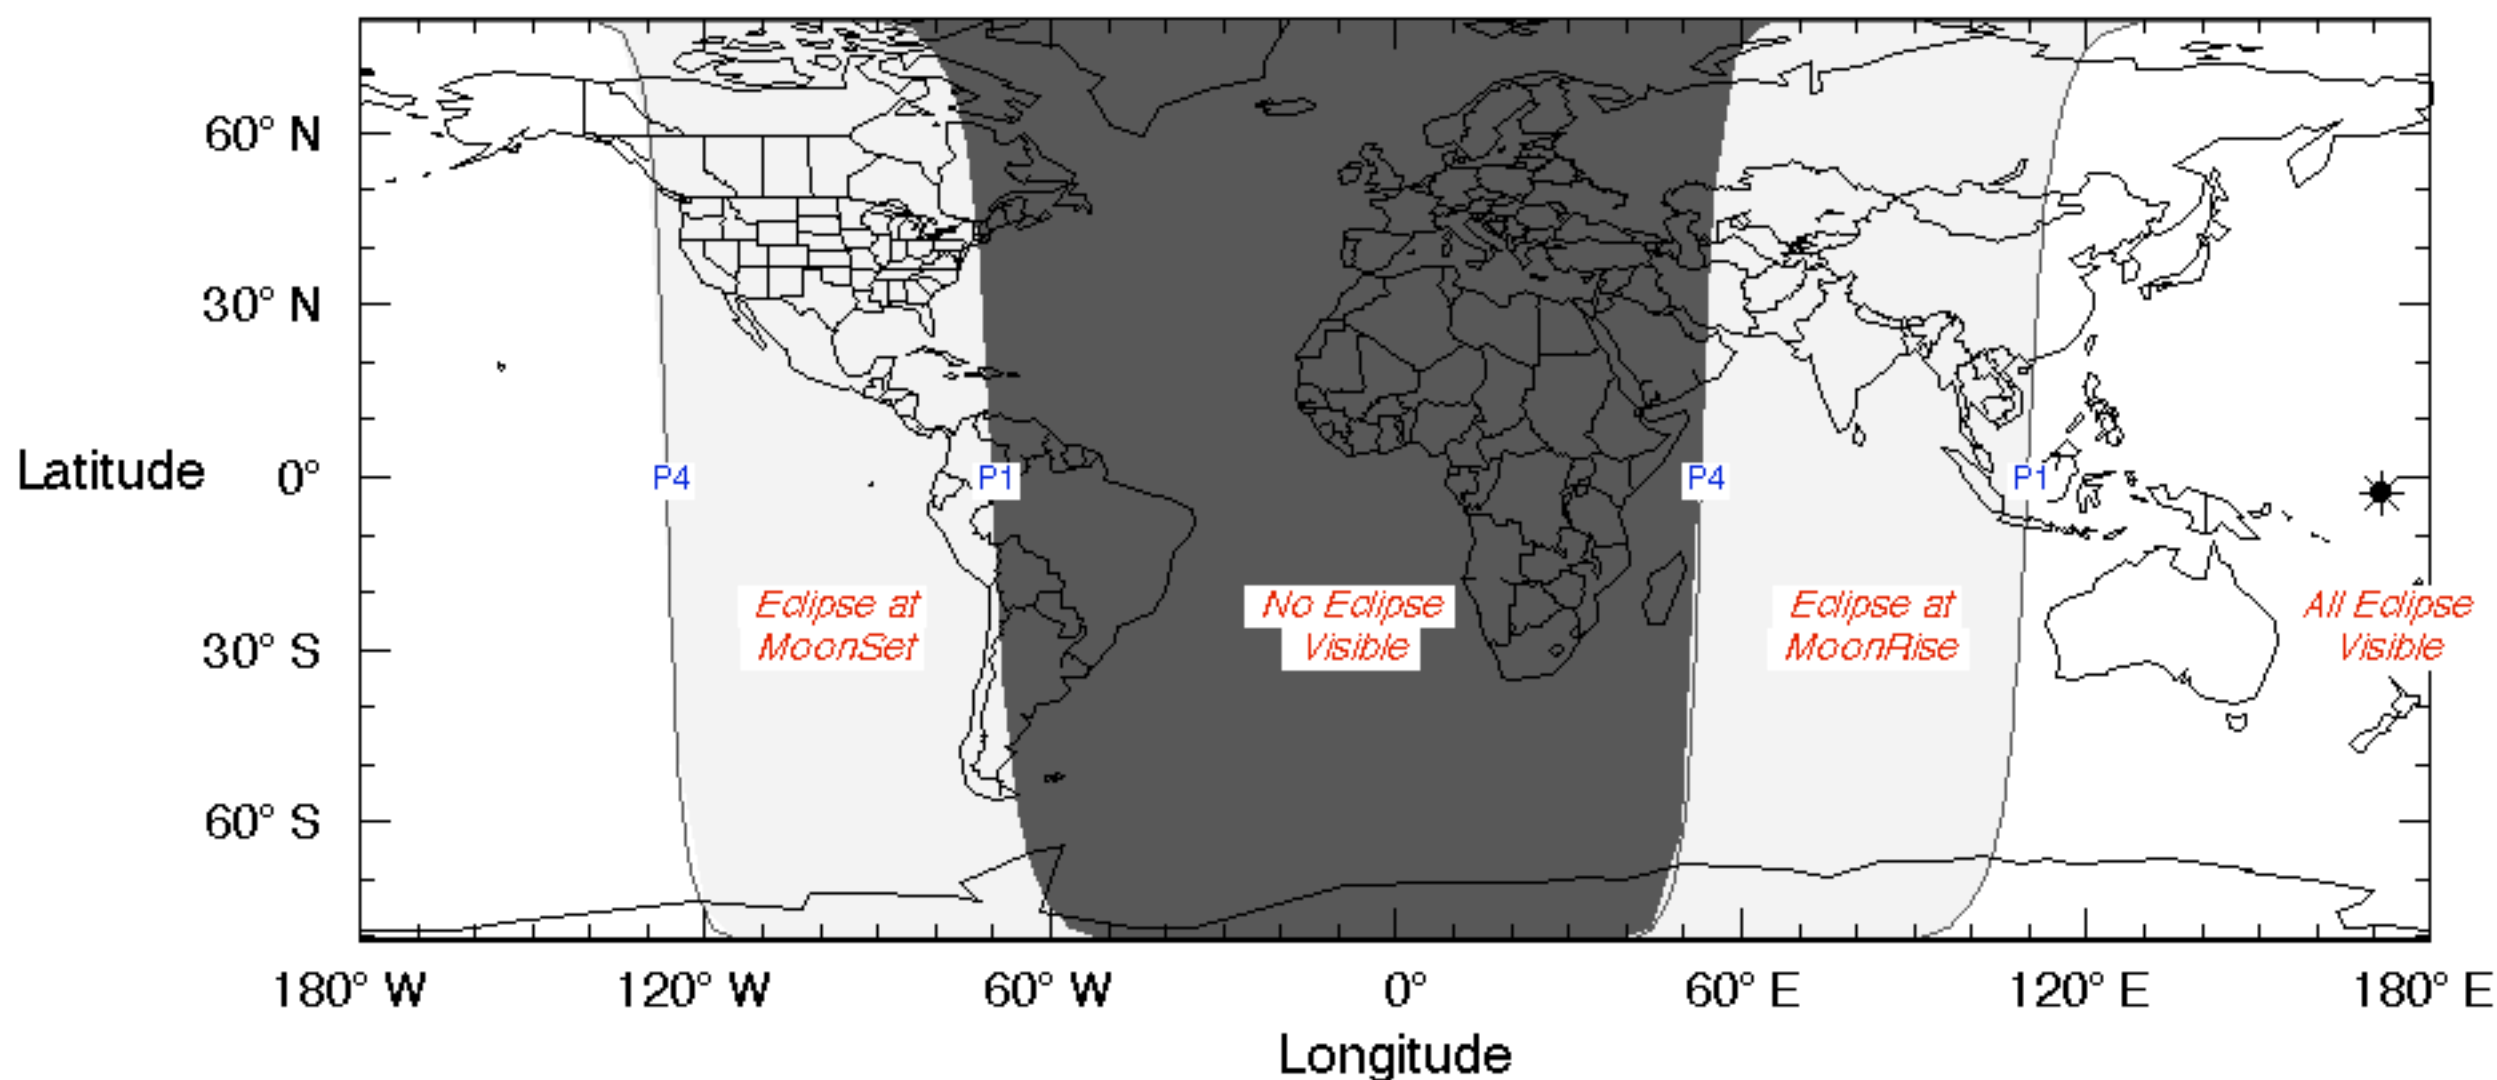 60° N
30° N
Latitude 0°
P4 P1 P4 P1
Eclipse at
MoonSet
No Eclipse
Visible
Eclipse at
MoonRise
All Eclipse
Visible
30° S
60° S
180° W 120° W 60° W 0° 60° E 120° E 180° E
Longitude